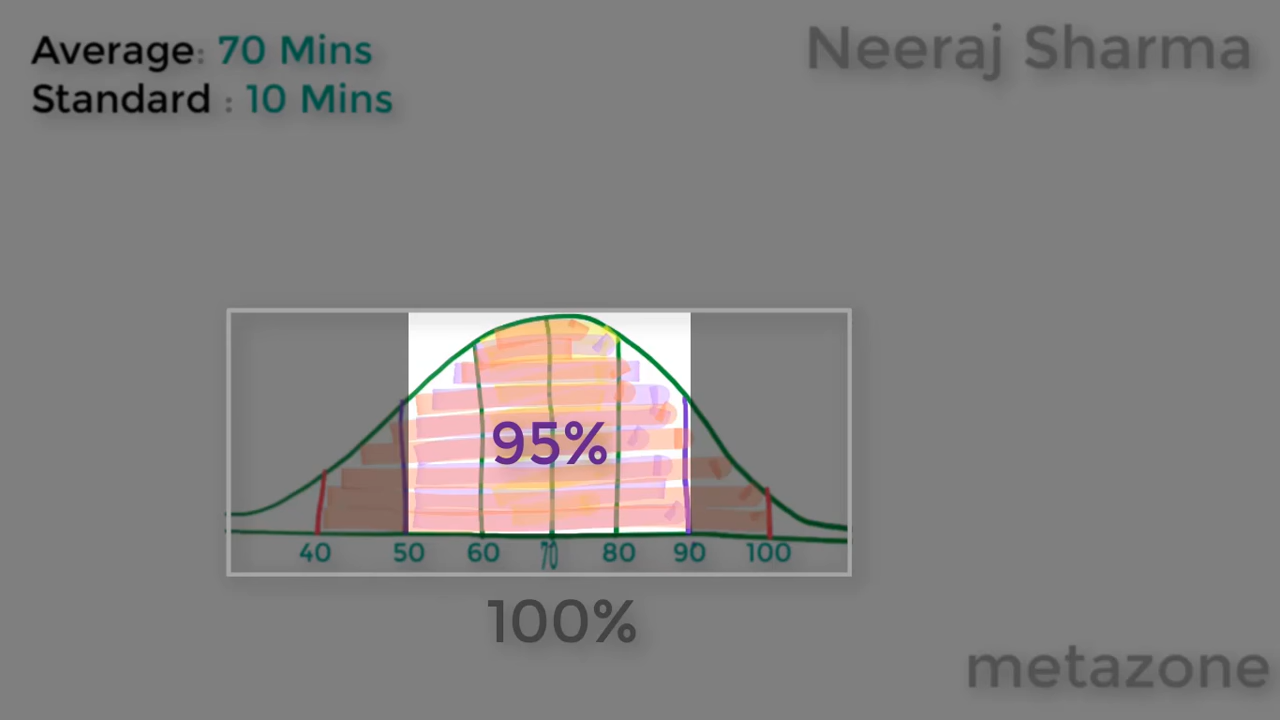 Average: 70 Mins
Neeraj Sharma
Standard : 10 Mins
95%
40 50 60 70 80 90 100
100%
metazone